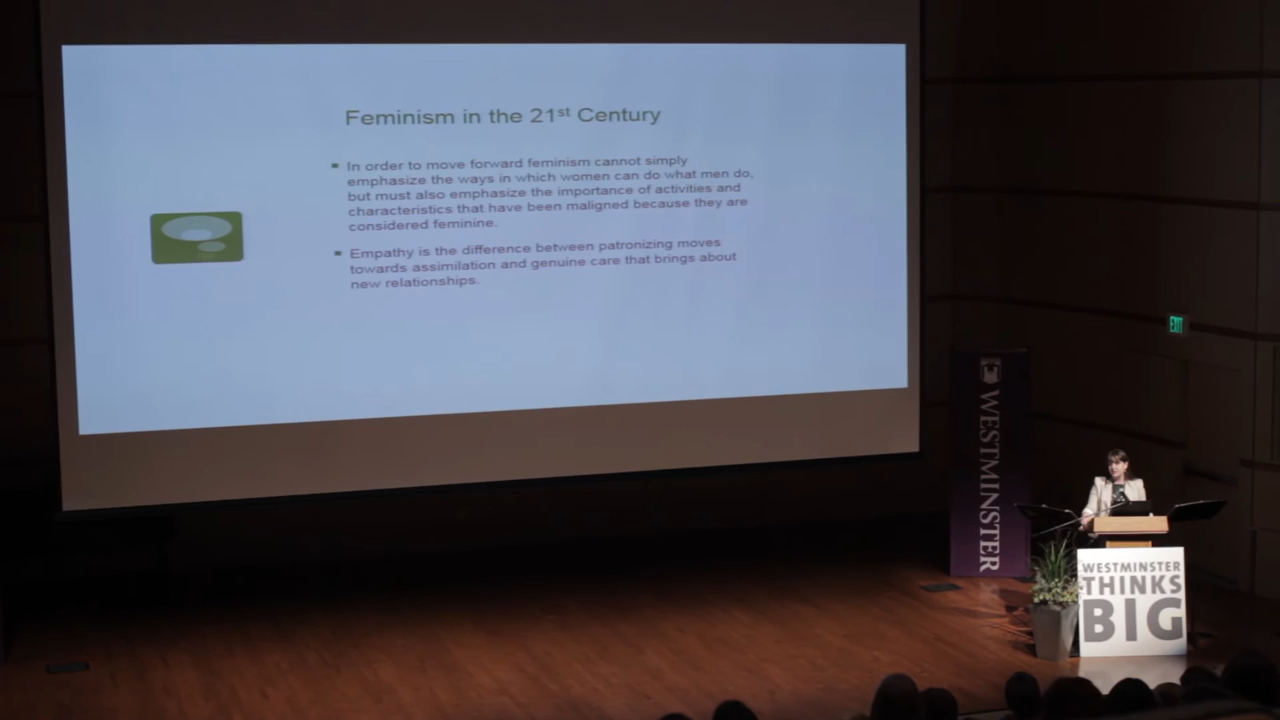 Feminism in the 21st Century
▪ In order to move forward feminism cannot simply
emphasize the ways in which women can do what men do,
but must also emphasize the importance of activities and
characteristics that have been maligned because they are
considered feminine.
▪ Empathy is the difference between patronizing moves
towards assimilation and genuine care that brings about
new relationships.
EXIT
WESTMINSTER
WESTMINSTER
THINKS
BIG